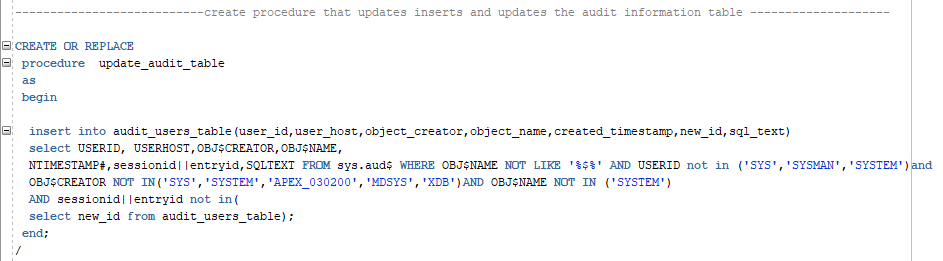 ----------------------------create procedure that updates inserts and updates the audit information table ---------------------
CREATE OR REPLACE
procedure update_audit_table
as
begin
insert into audit_users_table(user_id,user_host,object_creator,object_name,created_timestamp,new_id,sql_text)
select USERID, USERHOST,OBJ$CREATOR,OBJ$NAME,
NTIMESTAMP#,sessionid||entryid,SQLTEXT FROM sys.aud$ WHERE OBJ$NAME NOT LIKE '%$%' AND USERID not in ('SYS','SYSMAN','SYSTEM')and
OBJ$CREATOR NOT IN('SYS','SYSTEM','APEX_030200','MDSYS','XDB')AND OBJ$NAME NOT IN ('SYSTEM')
AND sessionid||entryid not in(
select new_id from audit_users_table);
end;
/